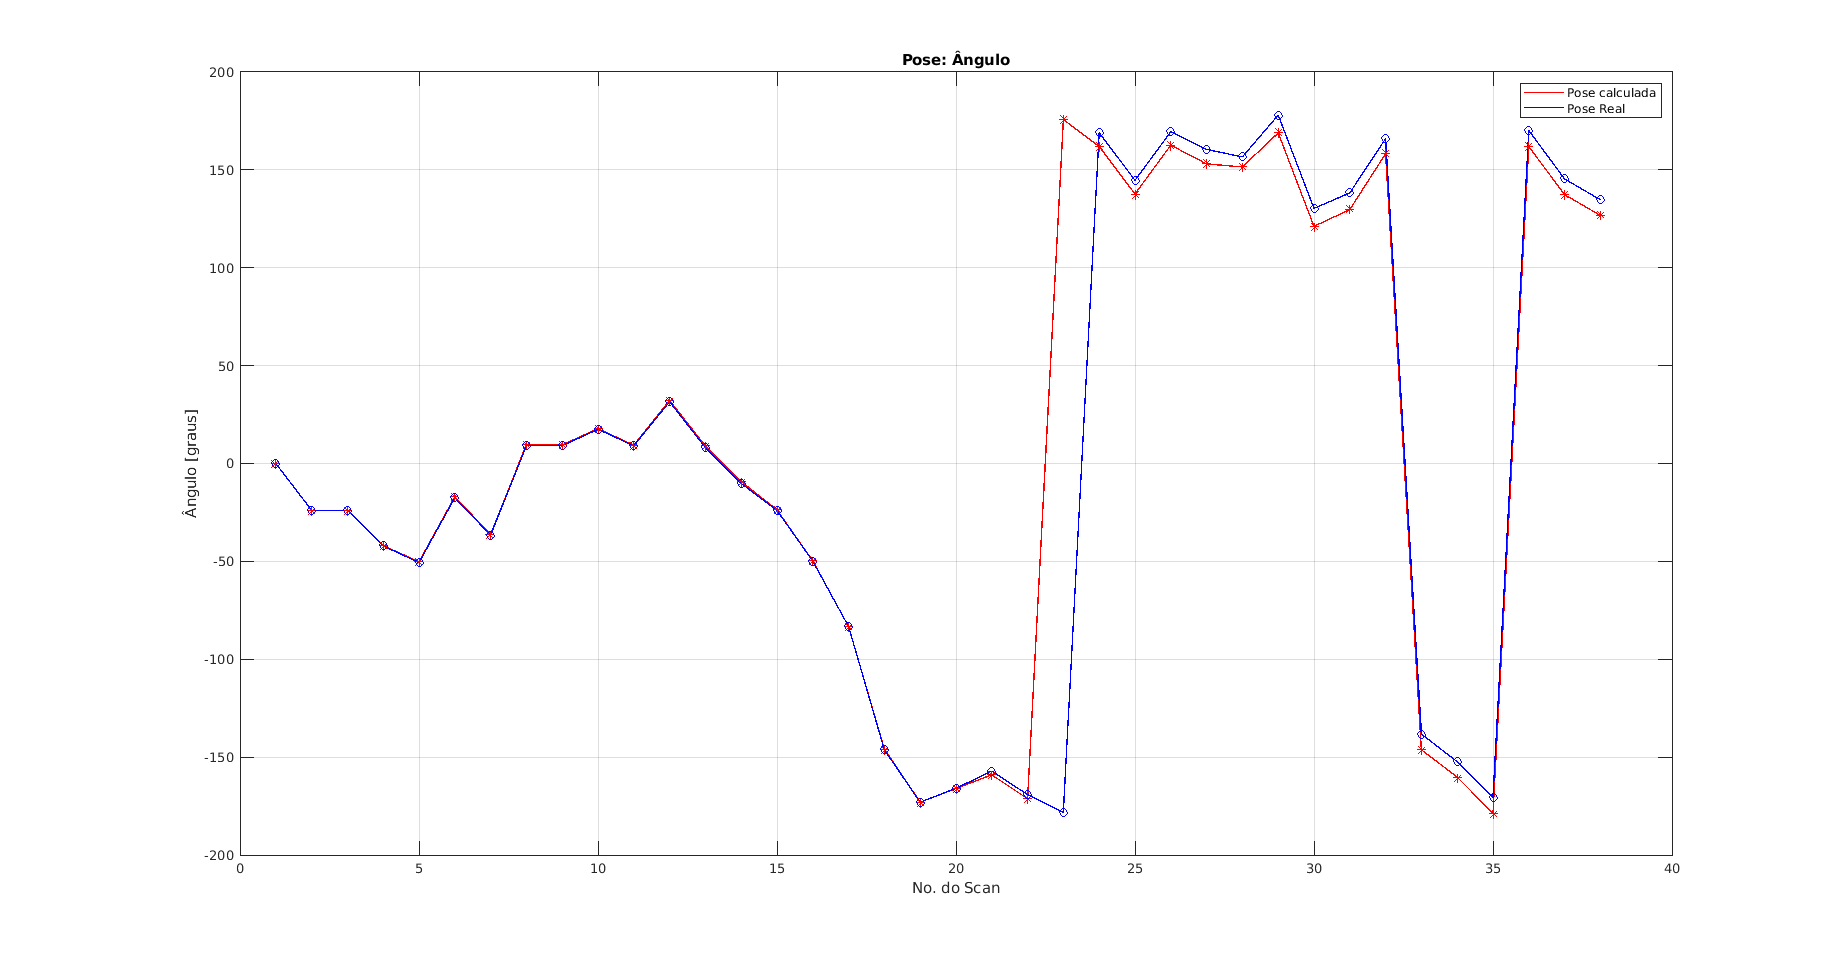 Pose: Ângulo
Pose calculada
Pose Real
200
150
100
50
0
-50
-100
-150
-200
Ângulo [graus]
0 5 10 15 20 25 30 35 40
No. do Scan